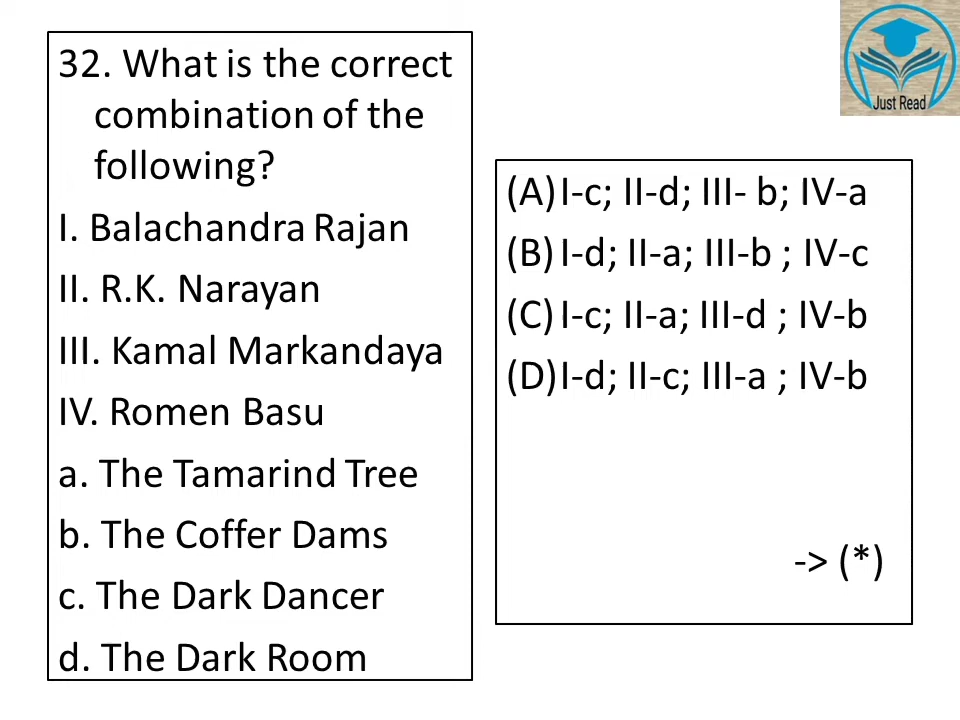 32. What is the correct
combination of the
following?
I. Balachandra Rajan
II. R.K. Narayan
III. Kamal Markandaya
IV. Romen Basu
a. The Tamarind Tree
b. The Coffer Dams
c. The Dark Dancer
d. The Dark Room
Just Read
(A) I-c; II-d; III- b; IV-a
(B) I-d; II-a; III-b ; IV-c
(C) I-c; II-a; III-d ; IV-b
(D) I-d; II-c; III-a ; IV-b
-> (*)